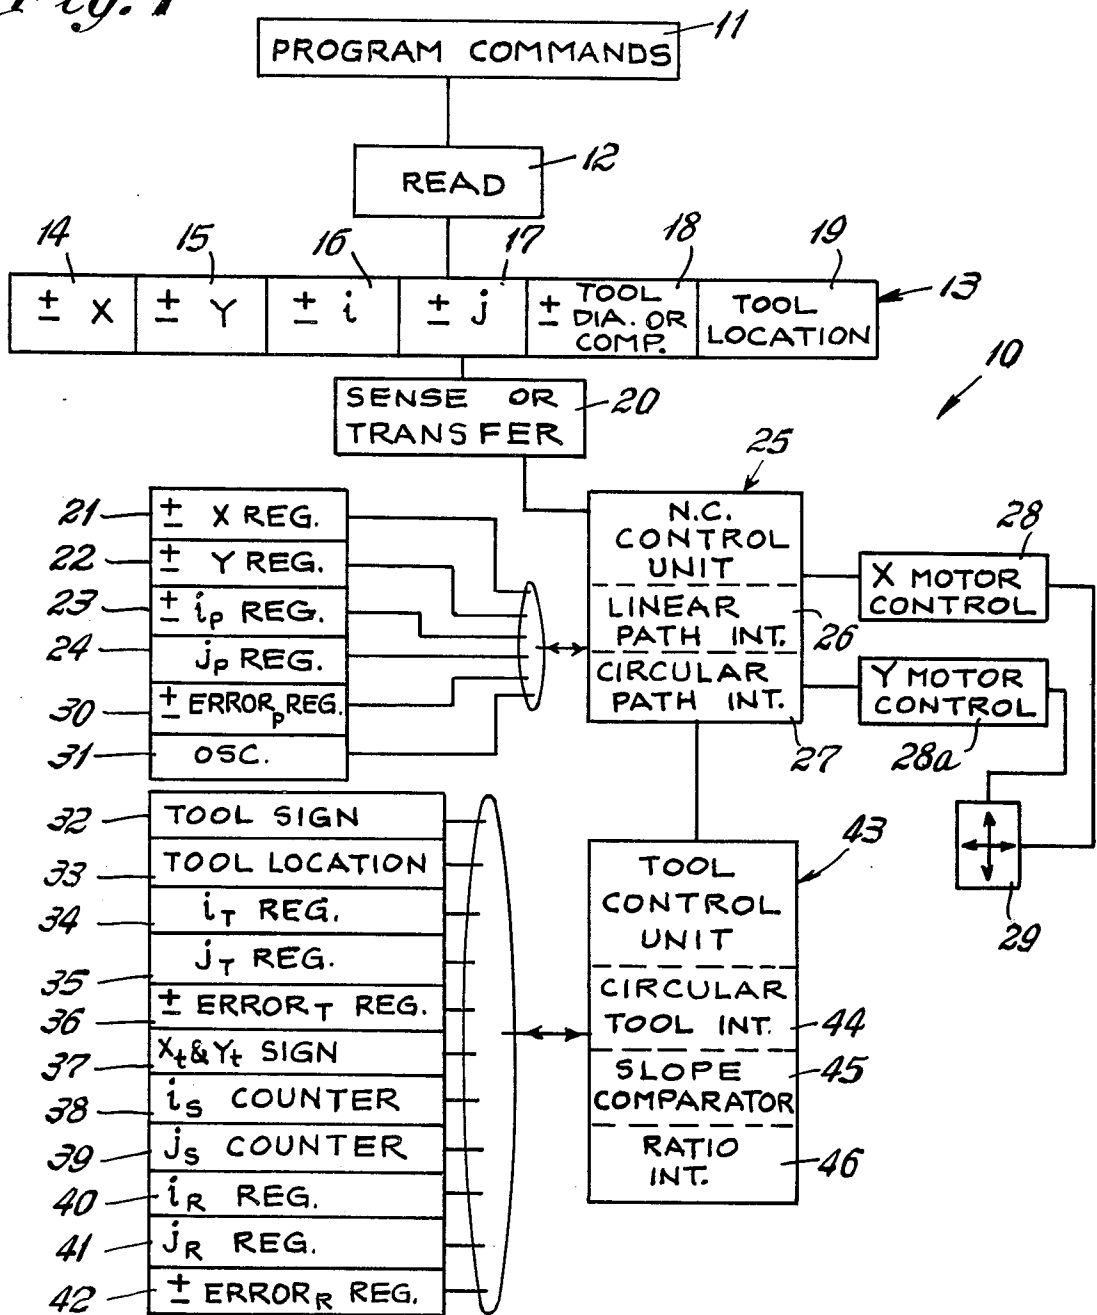 Fig. 1
11
PROGRAM COMMANDS
12
READ
14 15 16 17 18 19
± X ± Y ± i ± j ± TOOL DIA. OR COMP. TOOL LOCATION
13
10
SENSE OR
TRANSFER
20
25
21 ± X REG.
22 ± Y REG.
23 ± iP REG.
24 jP REG.
30 ± ERRORp REG.
31 OSC.
N.C.
CONTROL
UNIT
LINEAR
PATH INT.
26
CIRCULAR
PATH INT.
27
28
X MOTOR
CONTROL
Y MOTOR
CONTROL
28a
29
32 TOOL SIGN
33 TOOL LOCATION
34 iT REG.
35 jT REG.
36 ± ERRORT REG.
37 Xt & Yt SIGN
38 iS COUNTER
39 jS COUNTER
40 iR REG.
41 jR REG.
42 ± ERRORR REG.
43
TOOL
CONTROL
UNIT
CIRCULAR
TOOL INT.
44
SLOPE
COMPARATOR
45
RATIO
INT.
46